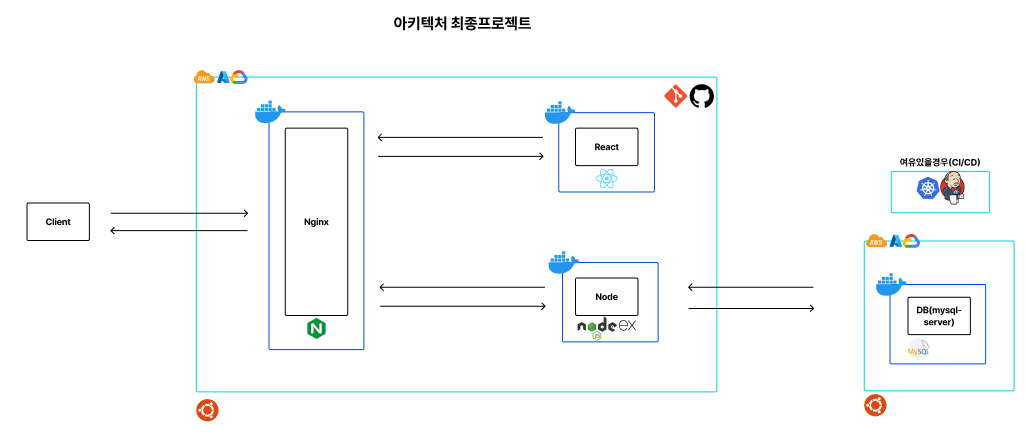 아키텍처 최종프로젝트
AWS
React
여유있을경우(CI/CD)
Client
Nginx
AWS
Node
node ex
JS
DB(mysql-
server)
MySQL